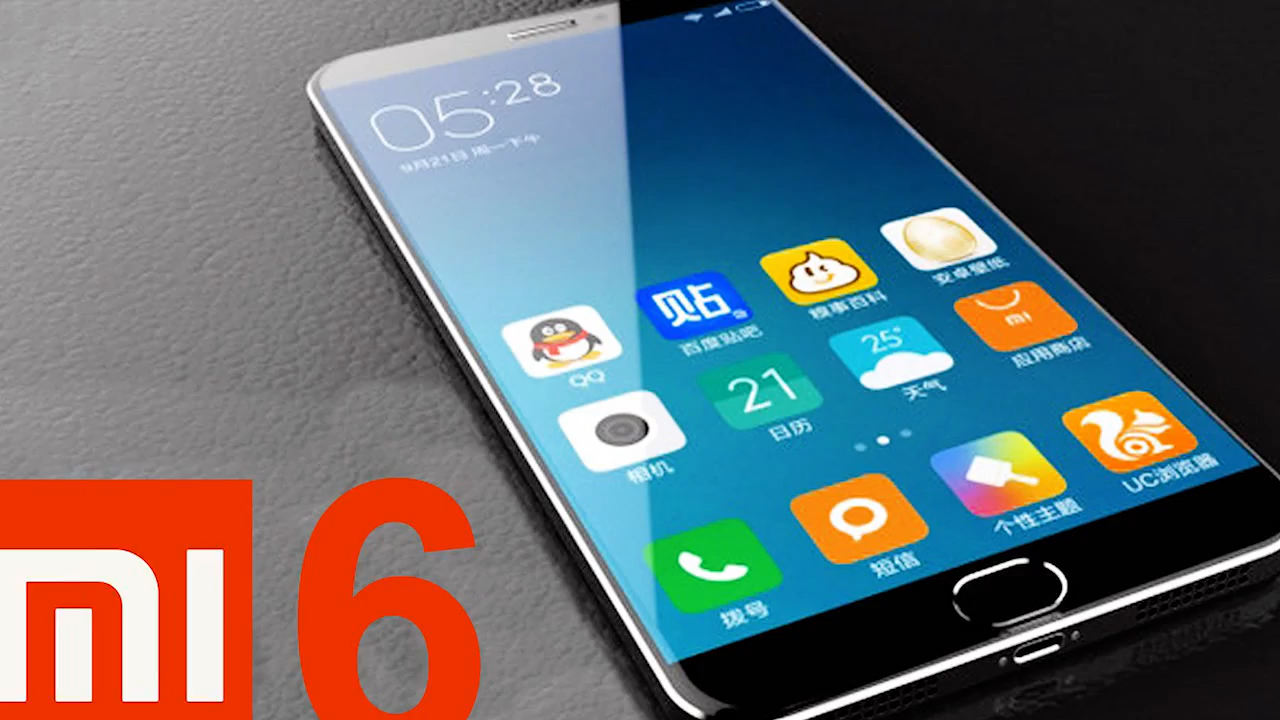 05:28
9月21日 周一下午
贴
QQ
百度贴吧
糗事百科
安卓壁纸
21
25°
mi
相机
日历
天气
应用商店
拨号
短信
个性主题
UC浏览器
mi 6